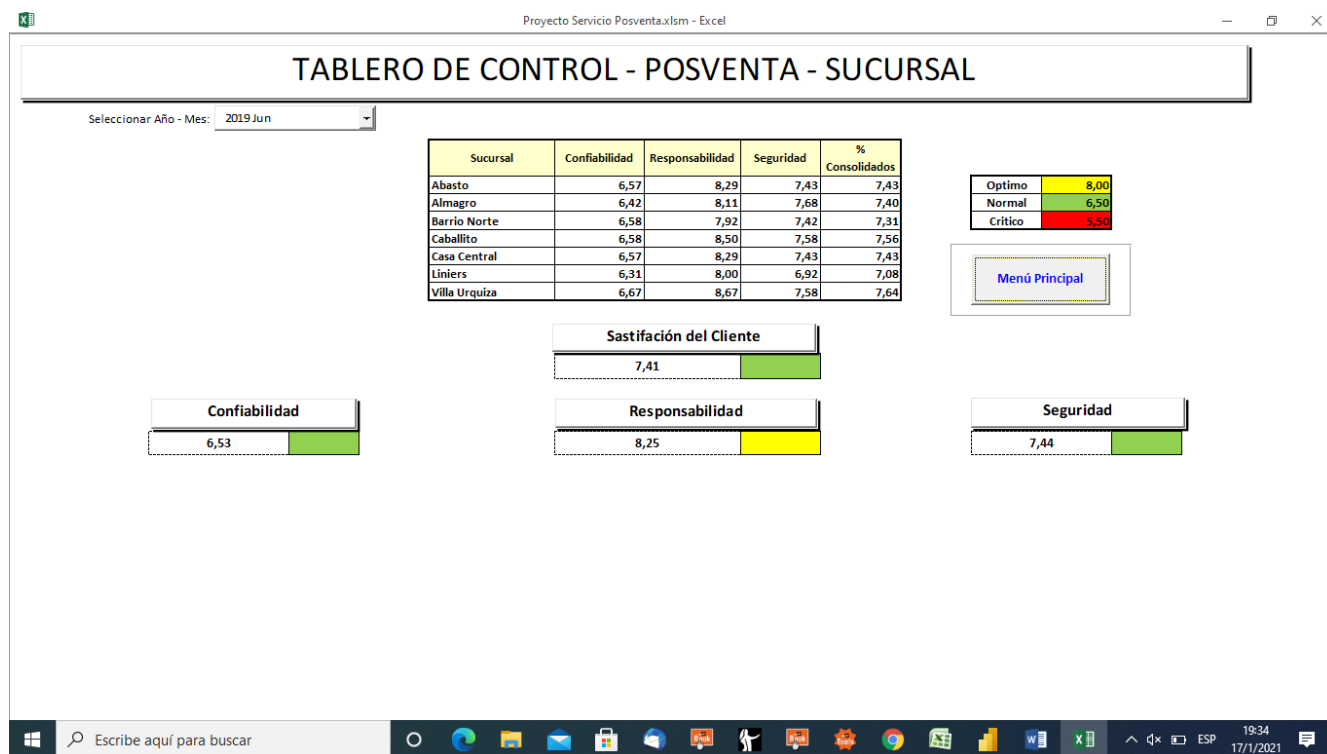 Proyecto Servicio Posventa.xlsm - Excel
TABLERO DE CONTROL - POSVENTA - SUCURSAL
Seleccionar Año - Mes: 2019 Jun
Sucursal Confiabilidad Responsabilidad Seguridad % Consolidados
Abasto 6,57 8,29 7,43 7,43
Almagro 6,42 8,11 7,68 7,40
Barrio Norte 6,58 7,92 7,42 7,31
Caballito 6,58 8,50 7,58 7,56
Casa Central 6,57 8,29 7,43 7,43
Liniers 6,31 8,00 6,92 7,08
Villa Urquiza 6,67 8,67 7,58 7,64
Optimo 8,00
Normal 6,50
Critico 5,50
Menú Principal
Sastifación del Cliente
7,41
Confiabilidad
6,53
Responsabilidad
8,25
Seguridad
7,44
Escribe aquí para buscar
ESP
19:34
17/1/2021